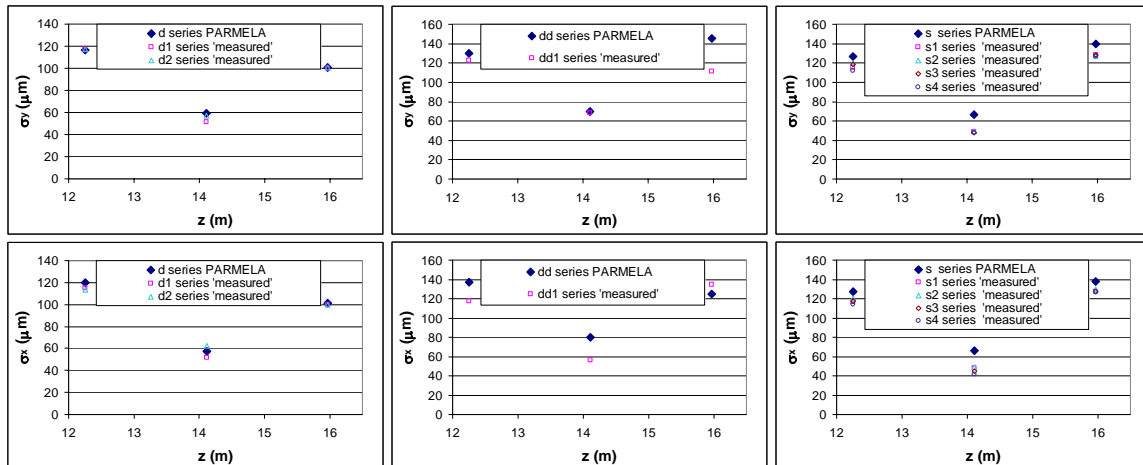 σy (μm)
140
120
100
80
60
40
20
0
12 13 14 15 16
z (m)
d series PARMELA
d1 series 'measured'
d2 series 'measured'
σy (μm)
160
140
120
100
80
60
40
20
0
12 13 14 15 16
z (m)
dd series PARMELA
dd1 series 'measured'
σy (μm)
160
140
120
100
80
60
40
20
0
12 13 14 15 16
z (m)
s series PARMELA
s1 series 'measured'
s2 series 'measured'
s3 series 'measured'
s4 series 'measured'
σx (μm)
140
120
100
80
60
40
20
0
12 13 14 15 16
z (m)
d series PARMELA
d1 series 'measured'
d2 series 'measured'
σx (μm)
160
140
120
100
80
60
40
20
0
12 13 14 15 16
z (m)
dd series PARMELA
dd1 series 'measured'
σx (μm)
160
140
120
100
80
60
40
20
0
12 13 14 15 16
z (m)
s series PARMELA
s1 series 'measured'
s2 series 'measured'
s3 series 'measured'
s4 series 'measured'